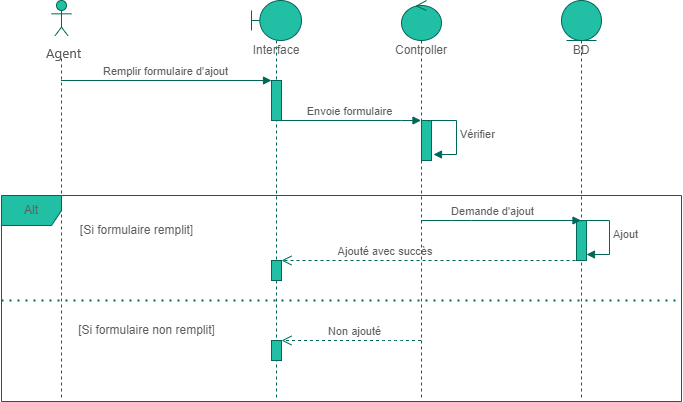 Agent
Interface
Controller
BD
Remplir formulaire d'ajout
Envoie formulaire
Vérifier
Alt
[Si formulaire remplit]
Demande d'ajout
Ajout
Ajouté avec succès
[Si formulaire non remplit]
Non ajouté